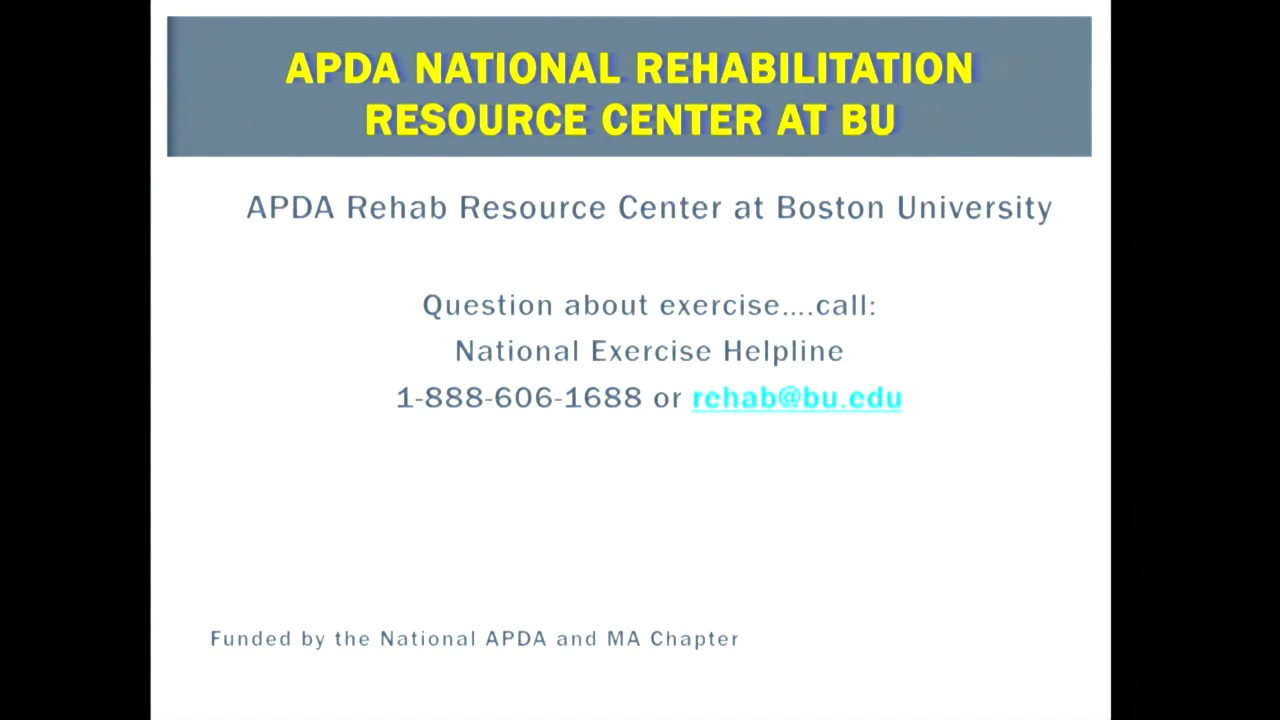 APDA NATIONAL REHABILITATION
RESOURCE CENTER AT BU
APDA Rehab Resource Center at Boston University
Question about exercise....call:
National Exercise Helpline
1-888-606-1688 or rehab@bu.edu
Funded by the National APDA and MA Chapter